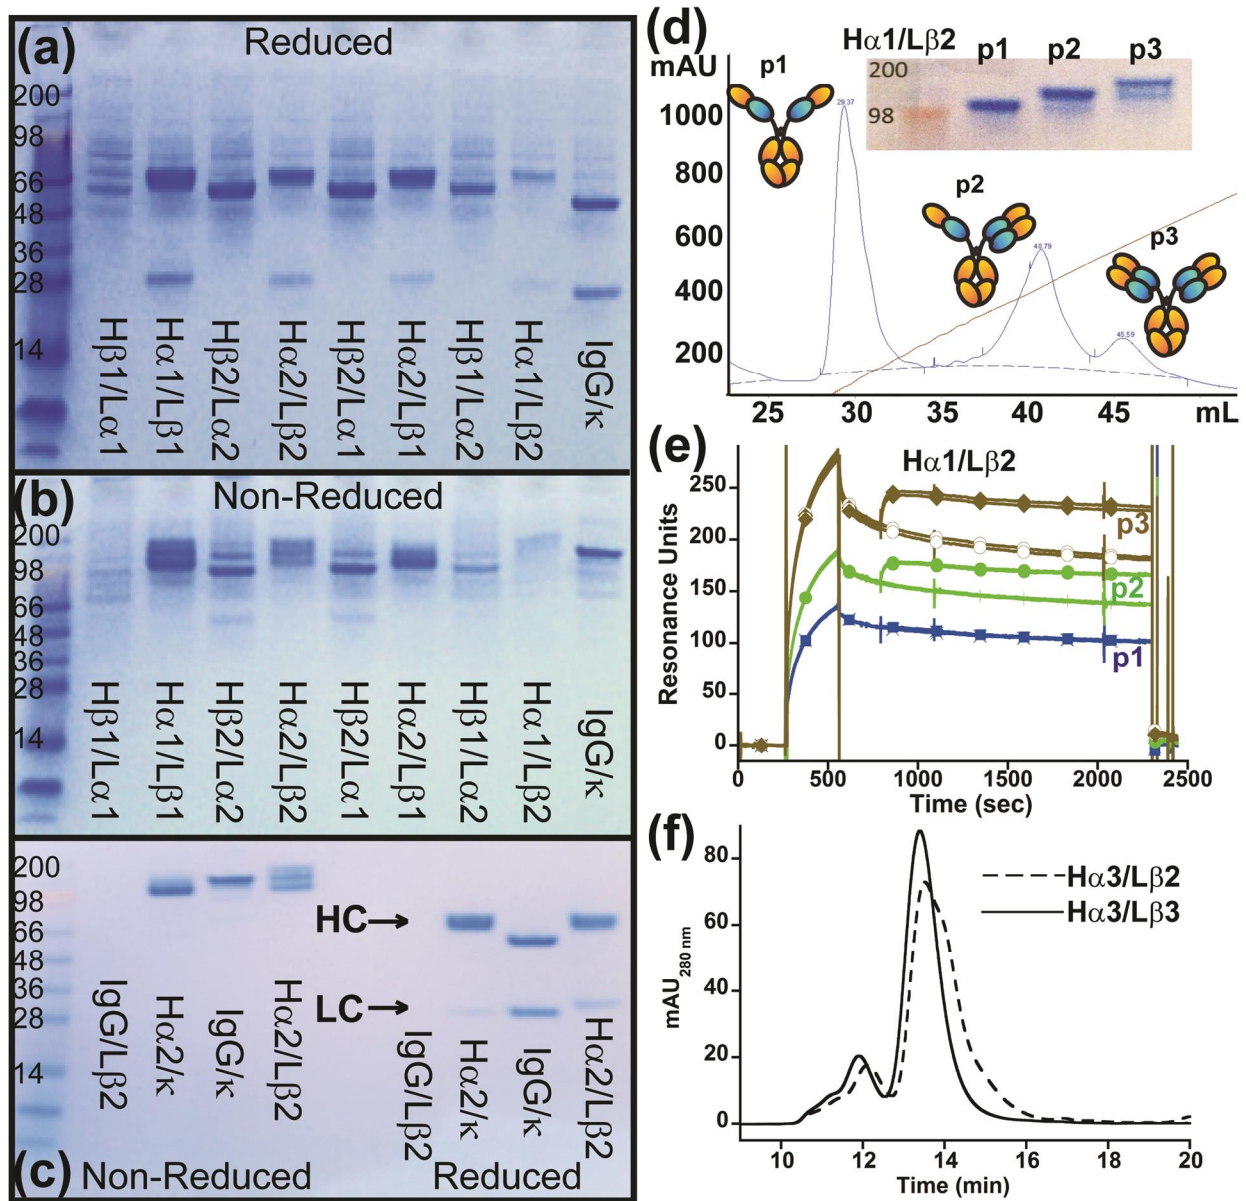 (a)
Reduced
200
98
66
48
36
28
14
Hβ1/Lα1
Hα1/Lβ1
Hβ2/Lα2
Hα2/Lβ2
Hβ2/Lα1
Hα2/Lβ1
Hβ1/Lα2
Hα1/Lβ2
IgG/κ
(b)
Non-Reduced
200
98
66
48
36
28
14
Hβ1/Lα1
Hα1/Lβ1
Hβ2/Lα2
Hα2/Lβ2
Hβ2/Lα1
Hα2/Lβ1
Hβ1/Lα2
Hα1/Lβ2
IgG/κ
200
98
66
48
36
28
14
HC→
LC→
IgG/Lβ2
Hα2/κ
IgG/κ
Hα2/Lβ2
IgG/Lβ2
Hα2/κ
IgG/κ
Hα2/Lβ2
(c)
Non-Reduced
Reduced
(d)
Hα1/Lβ2
p1
p2
p3
mAU
200
98
p1
29.37
1000
800
p2
600
40.79
p3
400
45.59
200
25
30
35
40
45
mL
(e)
Hα1/Lβ2
Resonance Units
250
200
150
100
50
0
p3
p2
p1
0
500
1000
1500
2000
2500
Time (sec)
(f)
Hα3/Lβ2
Hα3/Lβ3
mAU280 nm
80
60
40
20
0
10
12
14
16
18
20
Time (min)